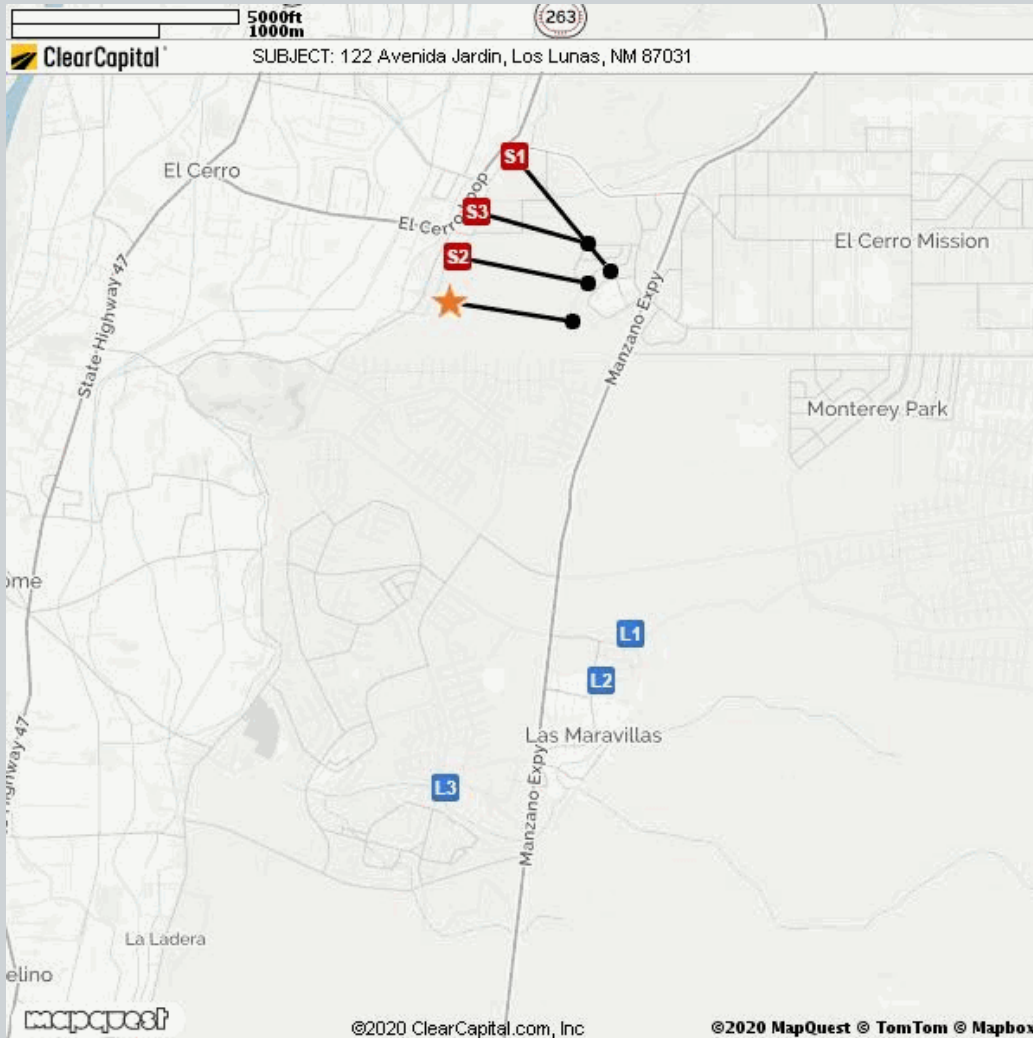 5000ft
1000m
263
ClearCapital
SUBJECT: 122 Avenida Jardin, Los Lunas, NM 87031
S1
El Cerro
El Cerro Loop
S3
El Cerro Mission
S2
State Highway 47
Manzano Expy
Monterey Park
ome
L1
L2
Las Maravillas
Highway 47
L3
Manzano Expy
La Ladera
elino
mapquest
©2020 ClearCapital.com, Inc
©2020 MapQuest © TomTom © Mapbox